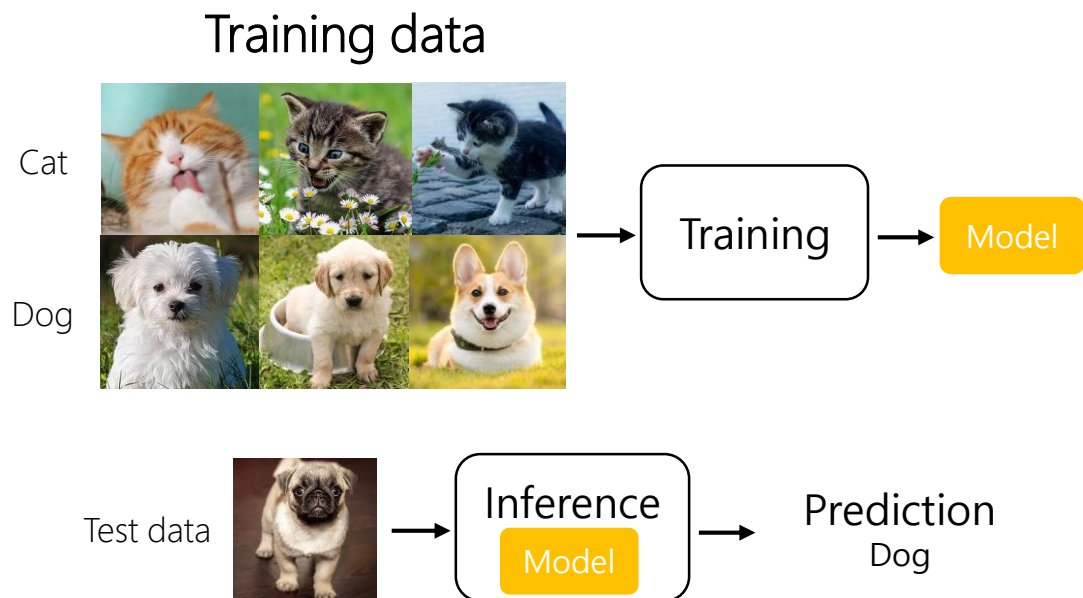 Training data
Cat
Training
Model
Dog
Test data
Inference
Model
Prediction
Dog